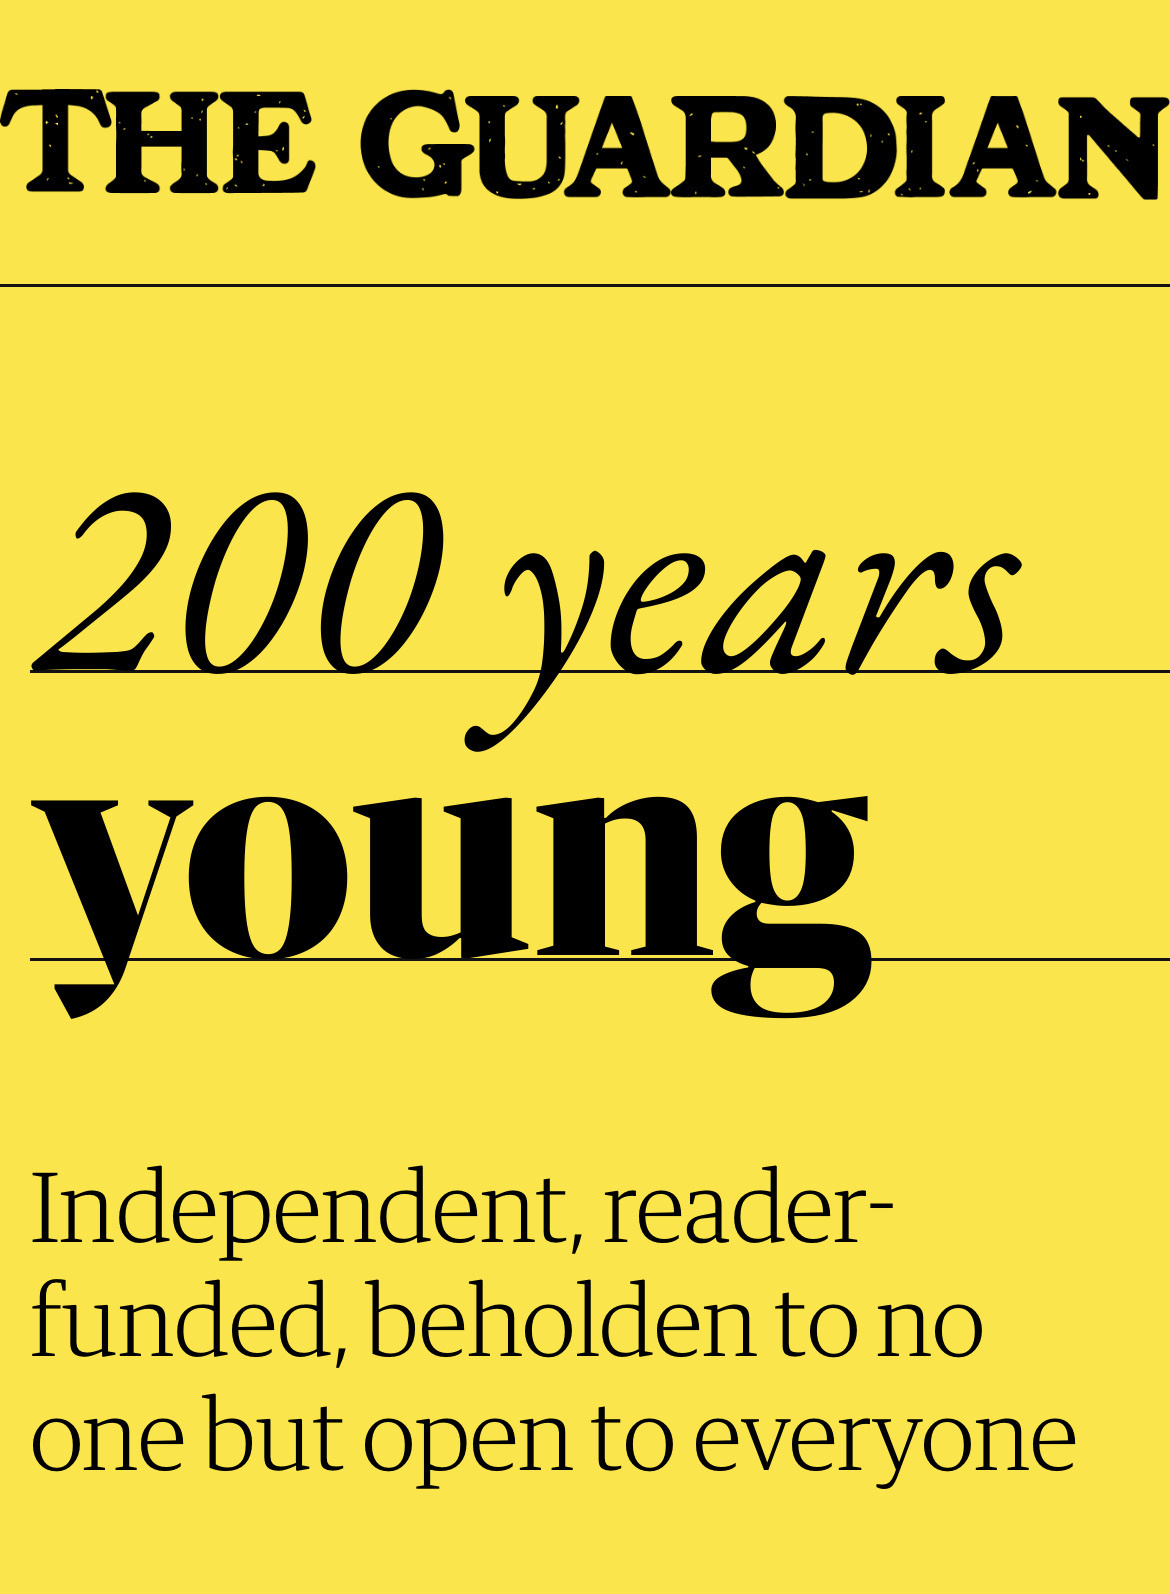 THE GUARDIAN
200 years
young
Independent, reader-
funded, beholden to no
one but open to everyone